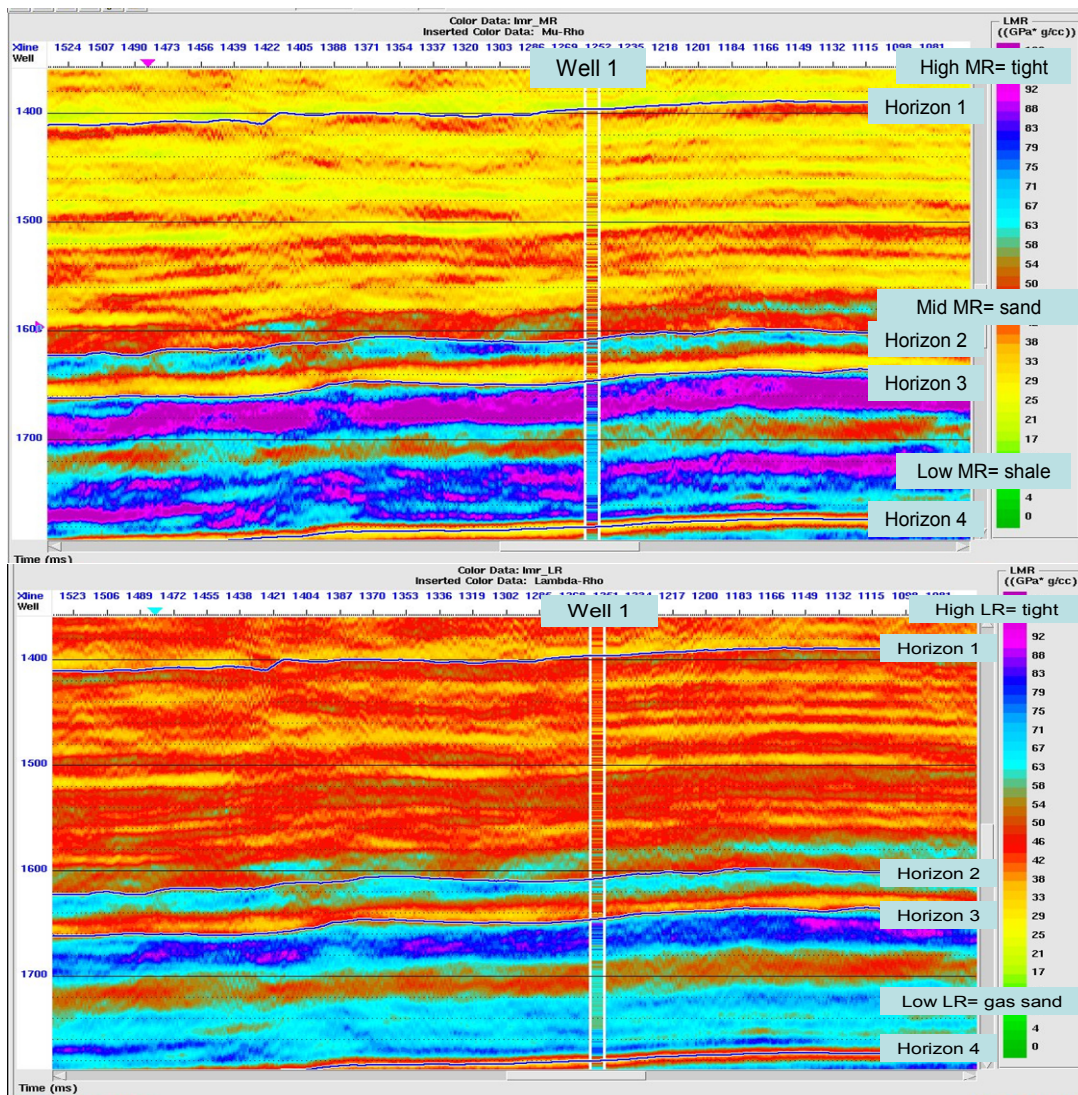 Color Data: lmr_MR
Inserted Color Data: Mu-Rho
LMR
((GPa* g/cc))
Xline 1524 1507 1490 1473 1456 1439 1422 1405 1388 1371 1354 1337 1320 1303 1286 1269 1252 1235 1218 1201 1184 1166 1149 1132 1115 1098 1081
Well
Well 1
High MR= tight
92
Horizon 1
88
83
79
75
71
67
63
58
54
50
Mid MR= sand
Horizon 2
38
33
Horizon 3
29
25
21
17
Low MR= shale
4
Horizon 4
0
1400
1500
1600
1700
Time (ms)
Color Data: lmr_LR
Inserted Color Data: Lambda-Rho
LMR
((GPa* g/cc))
Xline 1523 1506 1489 1472 1455 1438 1421 1404 1387 1370 1353 1336 1319 1302 1285 1268 1251 1234 1217 1200 1183 1166 1149 1132 1115 1098 1081
Well
Well 1
High LR= tight
92
Horizon 1
88
83
79
75
71
67
63
58
54
50
46
42
38
Horizon 2
33
29
Horizon 3
25
21
17
Low LR= gas sand
4
Horizon 4
0
1400
1500
1600
1700
Time (ms)